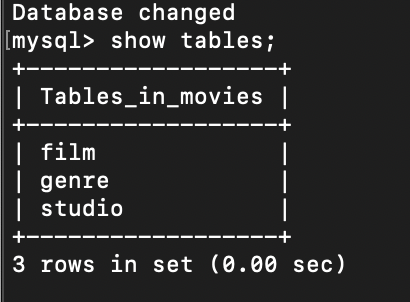 Database changed
mysql> show tables;
+------------------+
| Tables_in_movies |
+------------------+
| film             |
| genre            |
| studio           |
+------------------+
3 rows in set (0.00 sec)